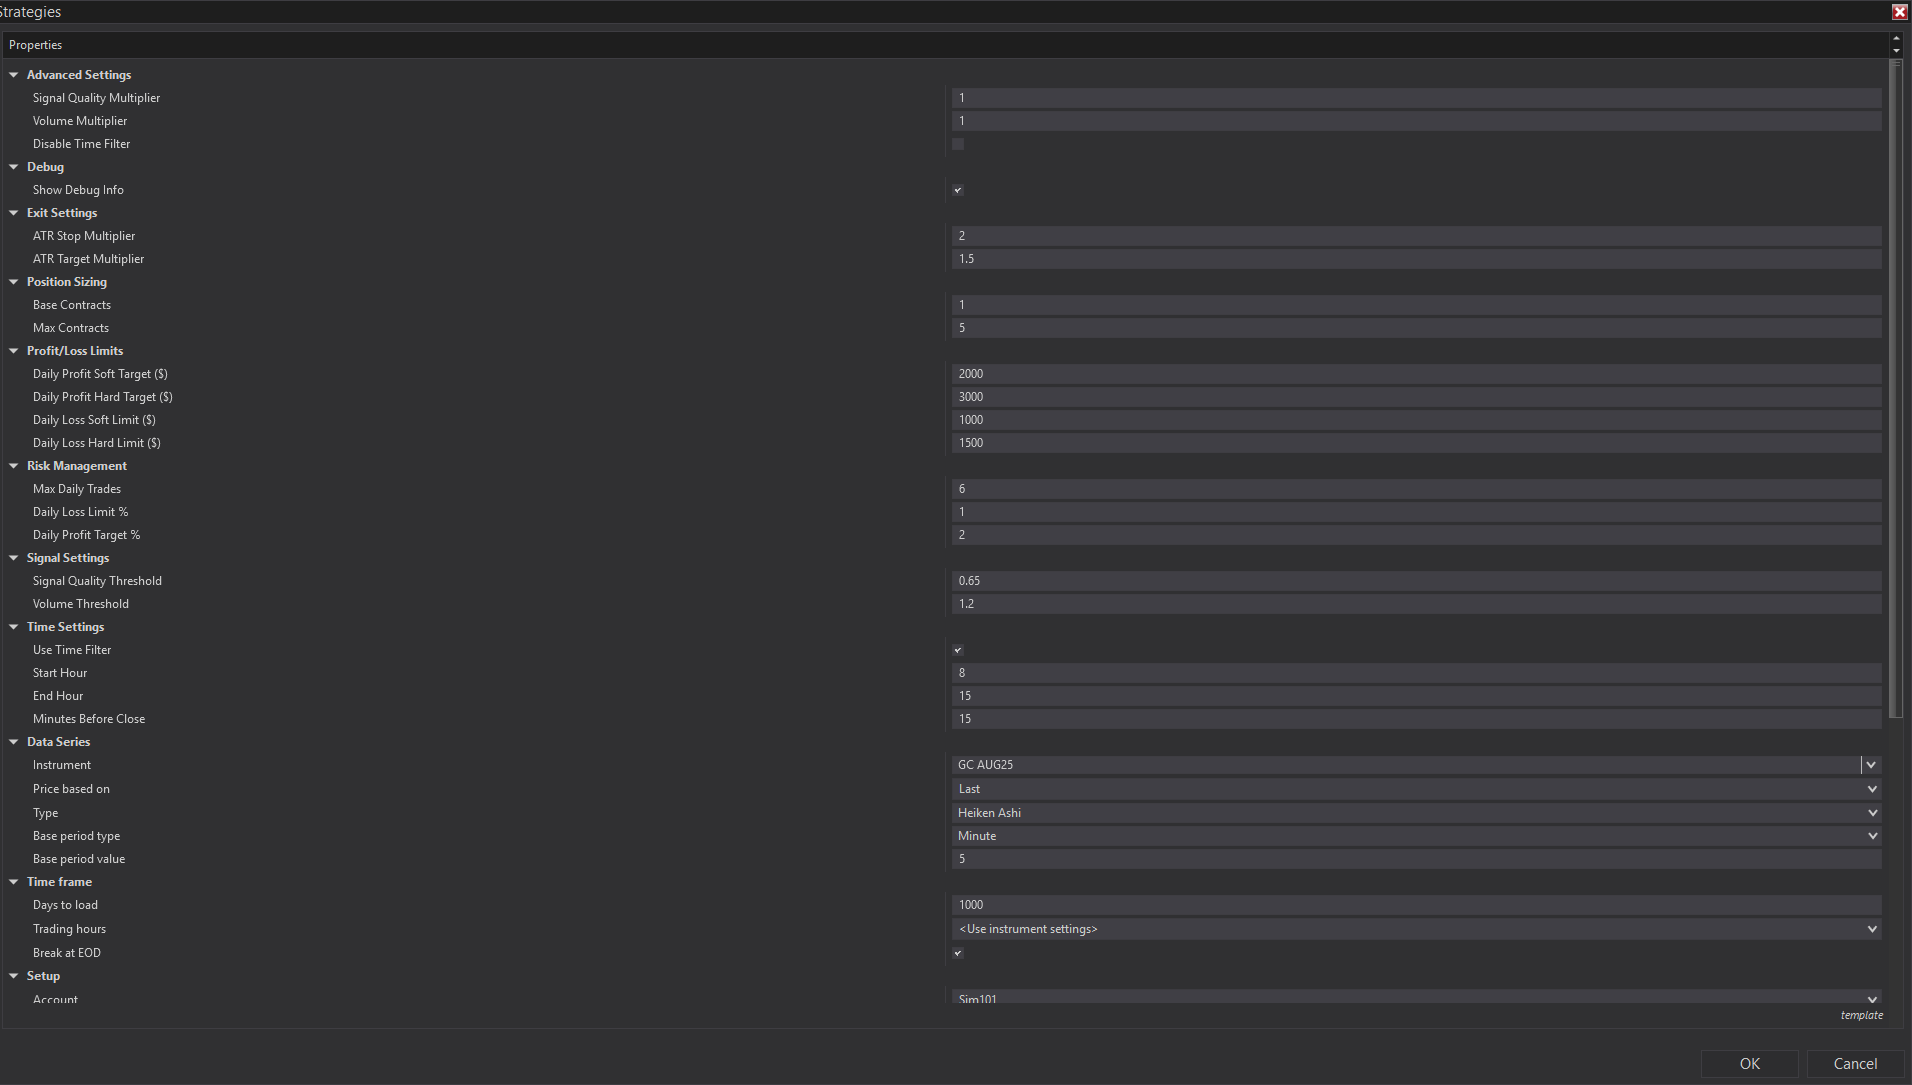 Strategies
Properties
Advanced Settings
Signal Quality Multiplier 1
Volume Multiplier 1
Disable Time Filter
Debug
Show Debug Info
Exit Settings
ATR Stop Multiplier 2
ATR Target Multiplier 1.5
Position Sizing
Base Contracts 1
Max Contracts 5
Profit/Loss Limits
Daily Profit Soft Target ($) 2000
Daily Profit Hard Target ($) 3000
Daily Loss Soft Limit ($) 1000
Daily Loss Hard Limit ($) 1500
Risk Management
Max Daily Trades 6
Daily Loss Limit % 1
Daily Profit Target % 2
Signal Settings
Signal Quality Threshold 0.65
Volume Threshold 1.2
Time Settings
Use Time Filter
Start Hour 8
End Hour 15
Minutes Before Close 15
Data Series
Instrument GC AUG25
Price based on Last
Type Heiken Ashi
Base period type Minute
Base period value 5
Time frame
Days to load 1000
Trading hours <Use instrument settings>
Break at EOD
Setup
Account Sim101
template
OK Cancel